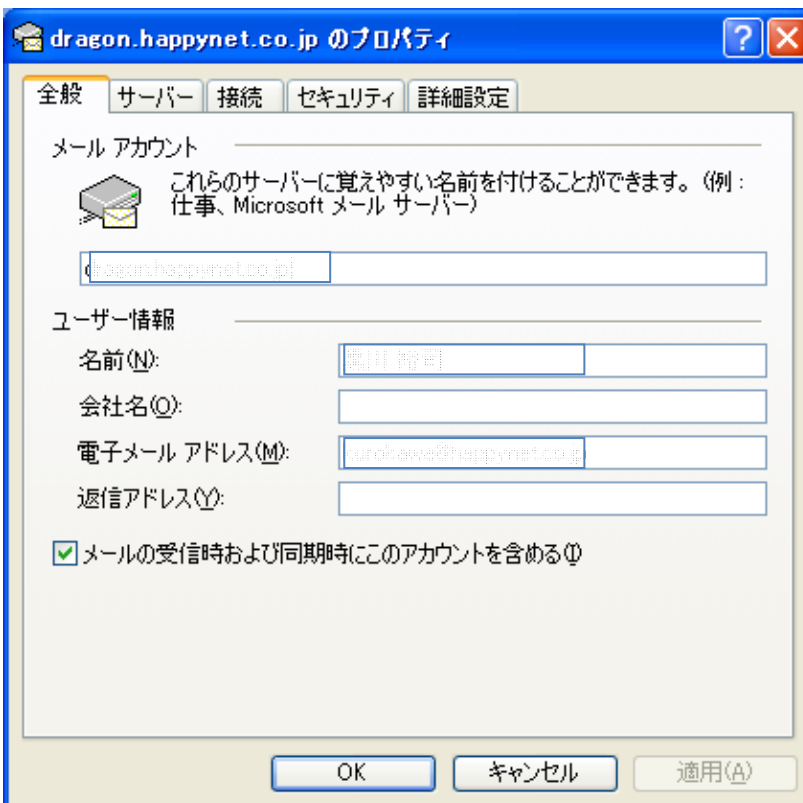 dragon.happynet.co.jp のプロパティ
全般 サーバー 接続 セキュリティ 詳細設定
メール アカウント
これらのサーバーに覚えやすい名前を付けることができます。(例:
仕事、Microsoft メール サーバー)
dragon.happynet.co.jp
ユーザー情報
名前(N):
会社名(O):
電子メール アドレス(M):
返信アドレス(Y):
メールの受信時および同期時にこのアカウントを含める(I)
OK キャンセル 適用(A)